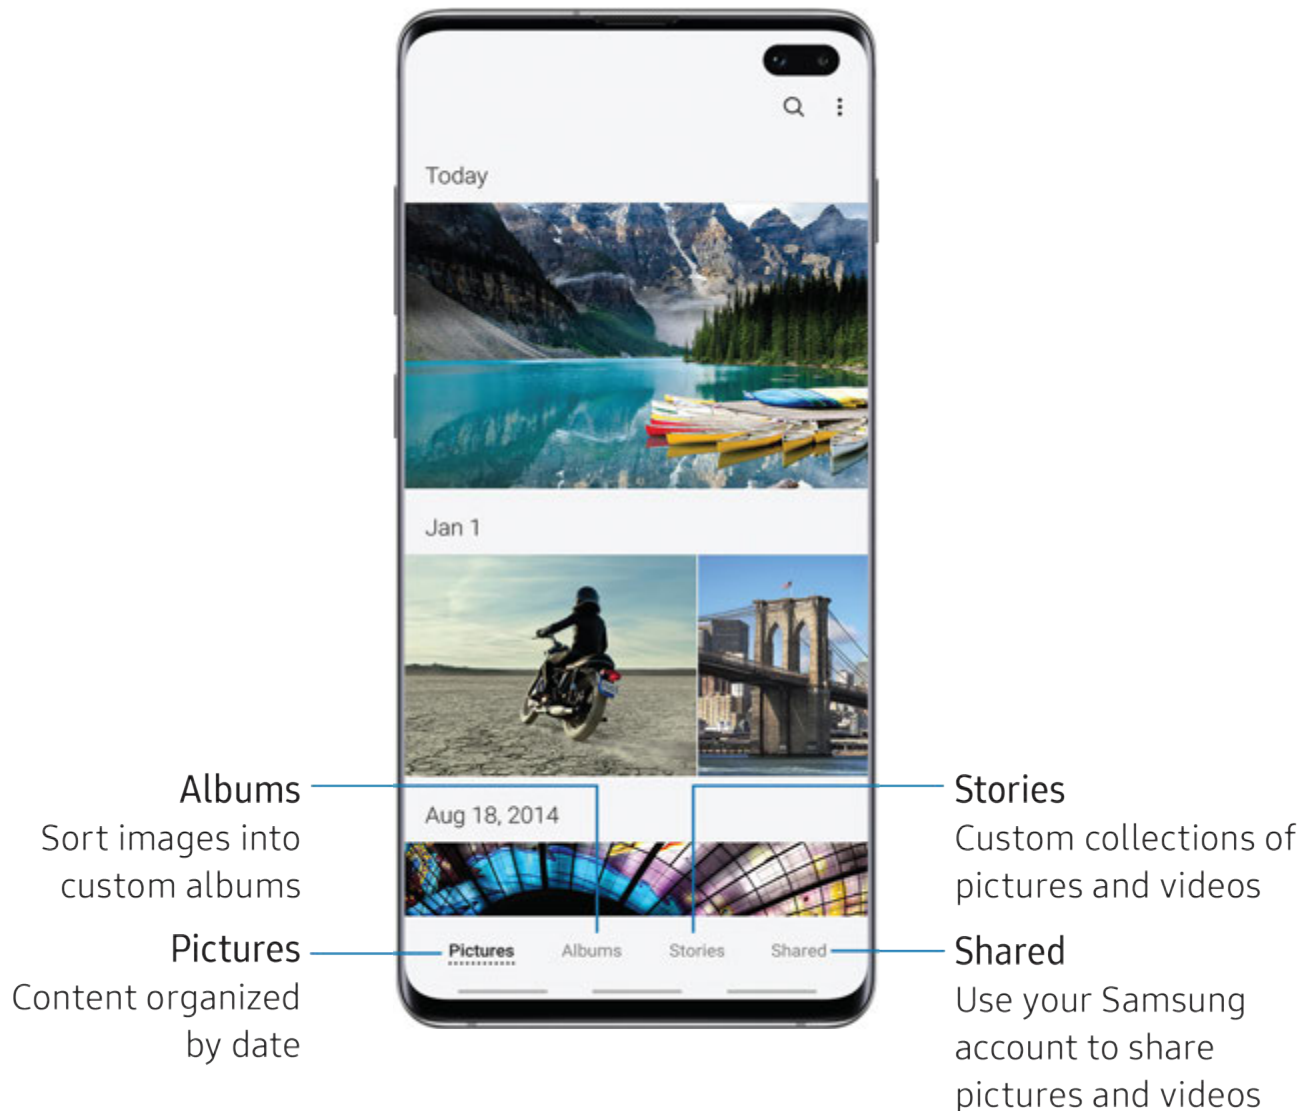 Today
Jan 1
Aug 18, 2014
Pictures
Albums
Stories
Shared
Albums
Sort images into
custom albums
Pictures
Content organized
by date
Stories
Custom collections of
pictures and videos
Shared
Use your Samsung
account to share
pictures and videos